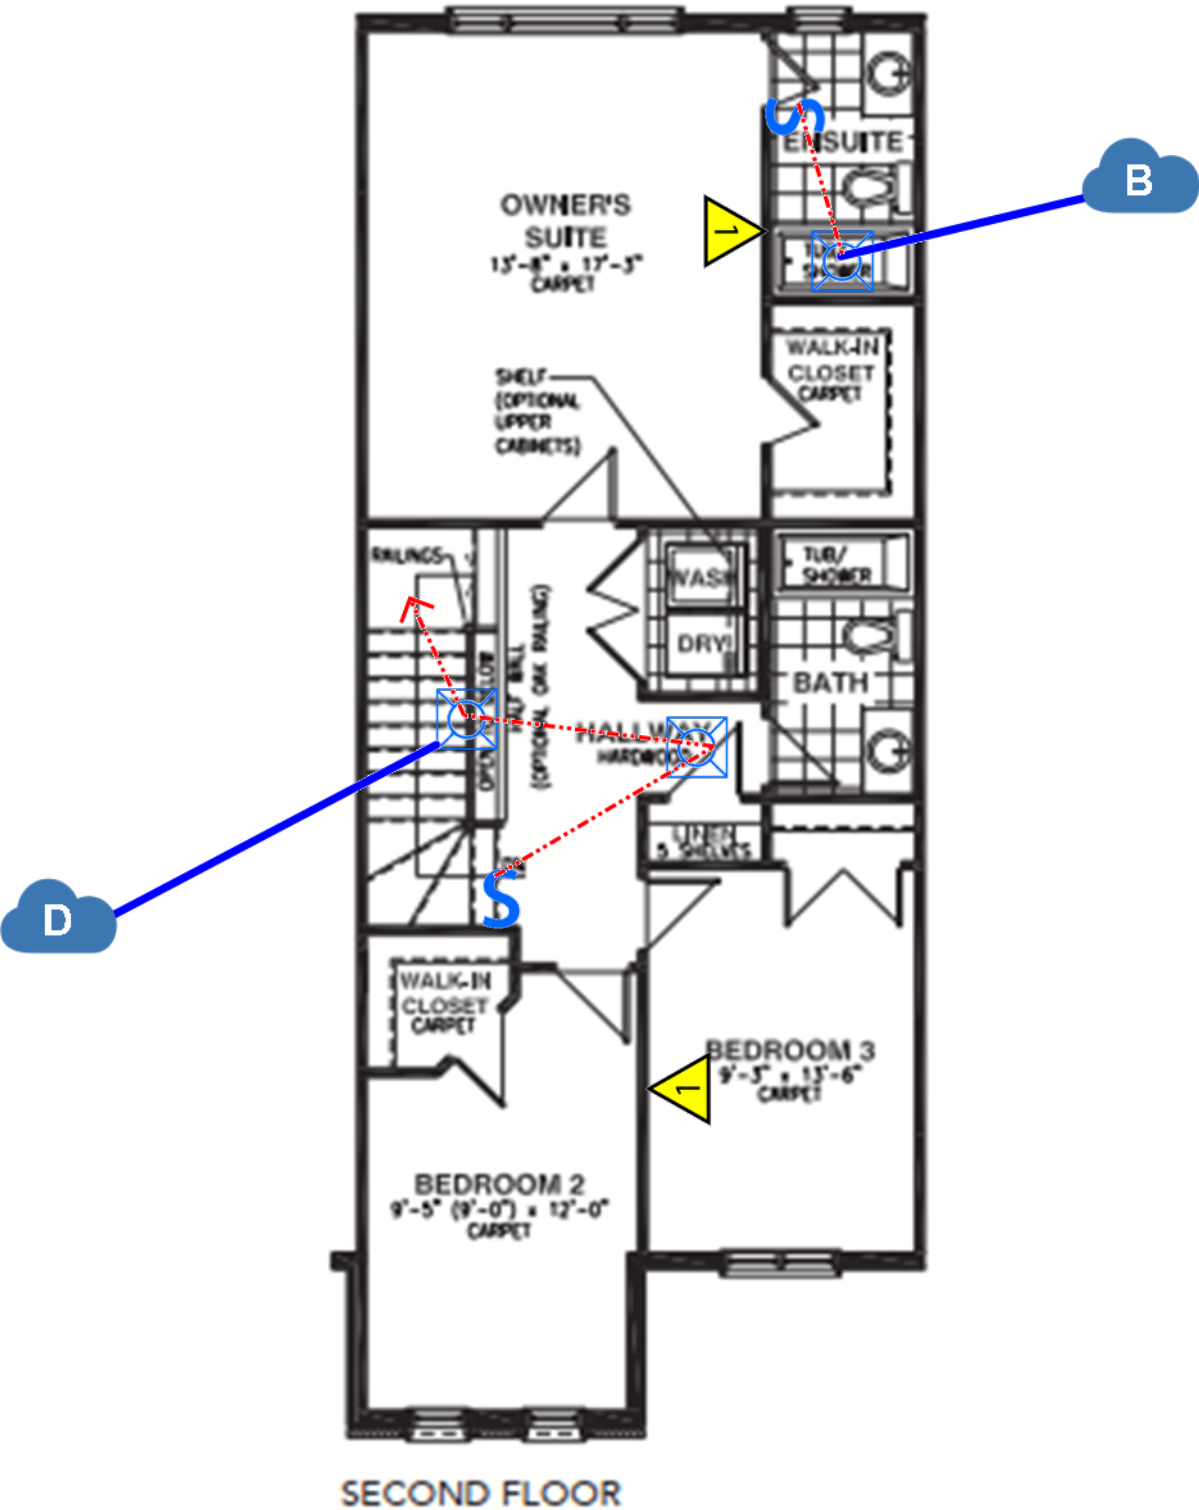 S
ENSUITE
B
OWNER'S
SUITE
13'-8" x 17'-3"
CARPET
1
TUB/
SHOWER
WALK-IN
CLOSET
CARPET
SHELF
(OPTIONAL
UPPER
CABINETS)
RAILINGS
WASH
DRY
TUB/
SHOWER
BATH
HALF WALL
(OPTIONAL OAK RAILING)
HALLWAY
HARDWOOD
LINEN
5 SHELVES
D
S
WALK-IN
CLOSET
CARPET
BEDROOM 3
9'-3" x 13'-6"
CARPET
1
BEDROOM 2
9'-5" (9'-0") x 12'-0"
CARPET
SECOND FLOOR